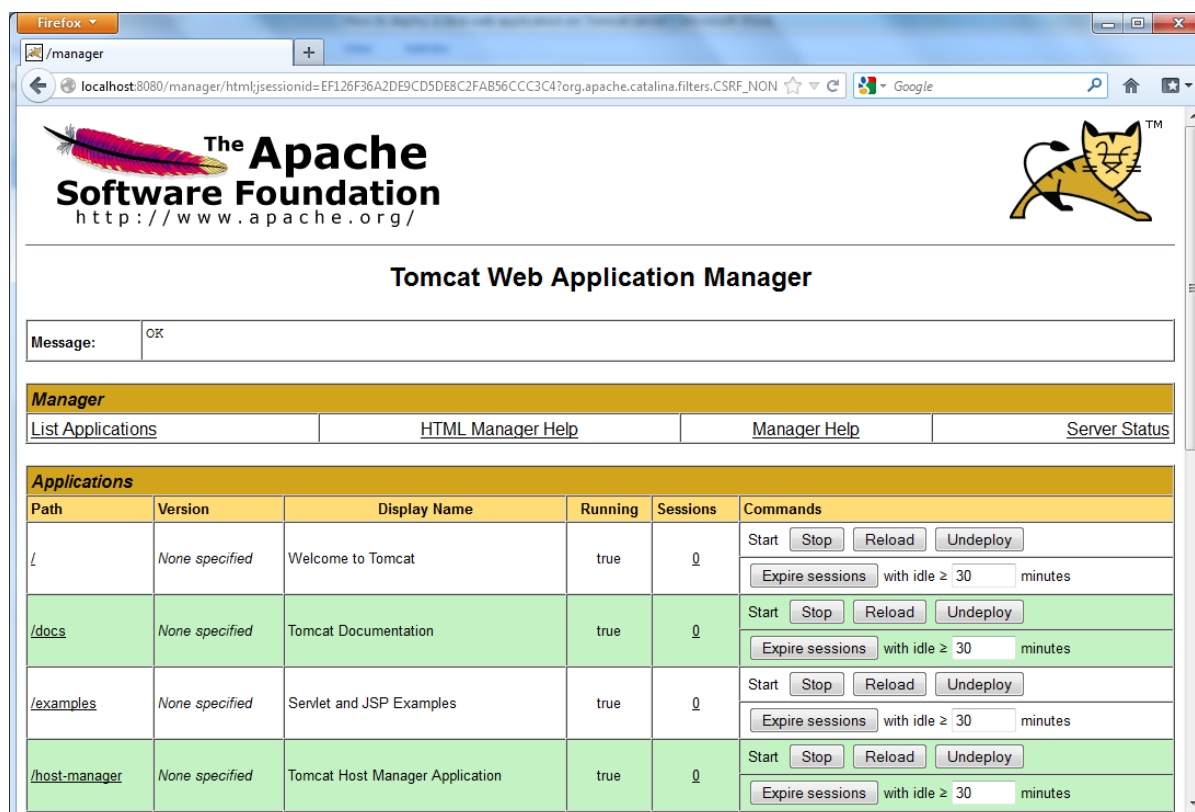 Firefox
/manager
+
localhost:8080/manager/html;jsessionid=EF126F36A2DE9CD5DE8C2FAB56CCC3C4?org.apache.catalina.filters.CSRF_NON
Google
The Apache
Software Foundation
http://www.apache.org/
TM
Tomcat Web Application Manager
Message: OK
Manager
List Applications HTML Manager Help Manager Help Server Status
Applications
Path Version Display Name Running Sessions Commands
/ None specified Welcome to Tomcat true 0 Start Stop Reload Undeploy
Expire sessions with idle ≥ 30 minutes
/docs None specified Tomcat Documentation true 0 Start Stop Reload Undeploy
Expire sessions with idle ≥ 30 minutes
/examples None specified Servlet and JSP Examples true 0 Start Stop Reload Undeploy
Expire sessions with idle ≥ 30 minutes
/host-manager None specified Tomcat Host Manager Application true 0 Start Stop Reload Undeploy
Expire sessions with idle ≥ 30 minutes